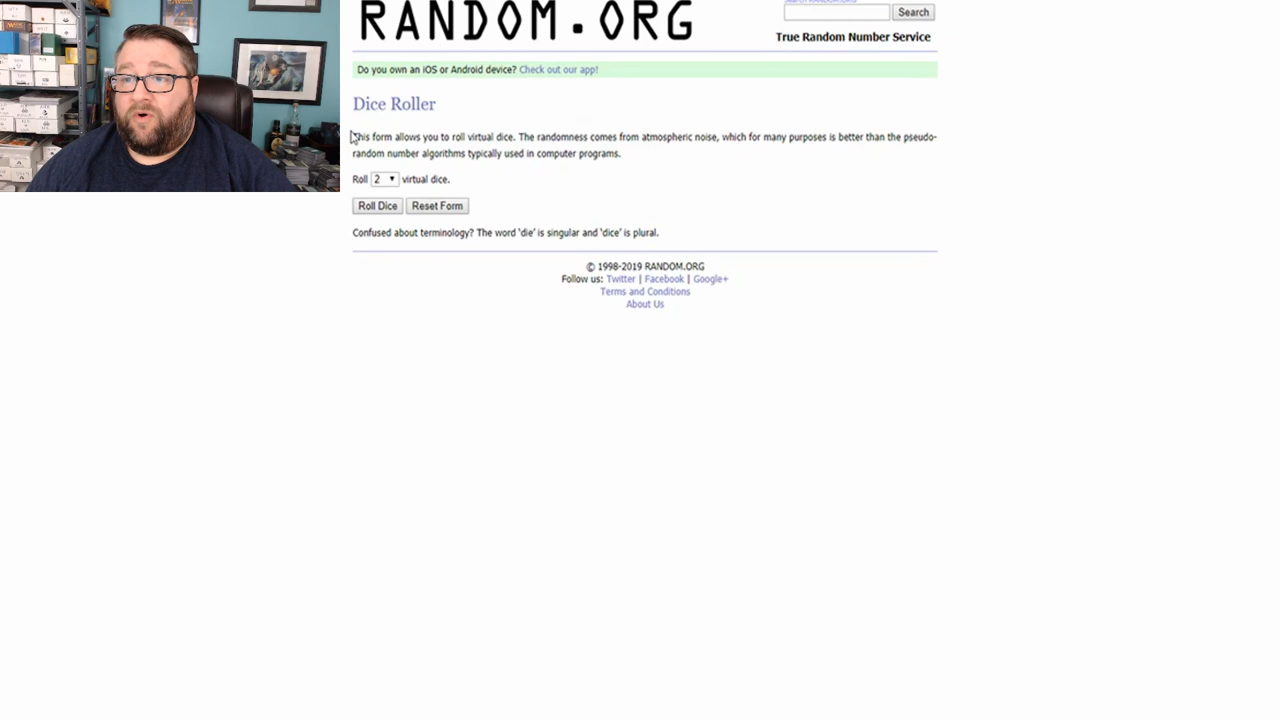 RANDOM.ORG
Search
True Random Number Service
Do you own an iOS or Android device? Check out our app!
Dice Roller
This form allows you to roll virtual dice. The randomness comes from atmospheric noise, which for many purposes is better than the pseudo-
random number algorithms typically used in computer programs.
Roll 2 virtual dice.
Roll Dice Reset Form
Confused about terminology? The word 'die' is singular and 'dice' is plural.
© 1998-2019 RANDOM.ORG
Follow us: Twitter | Facebook | Google+
Terms and Conditions
About Us